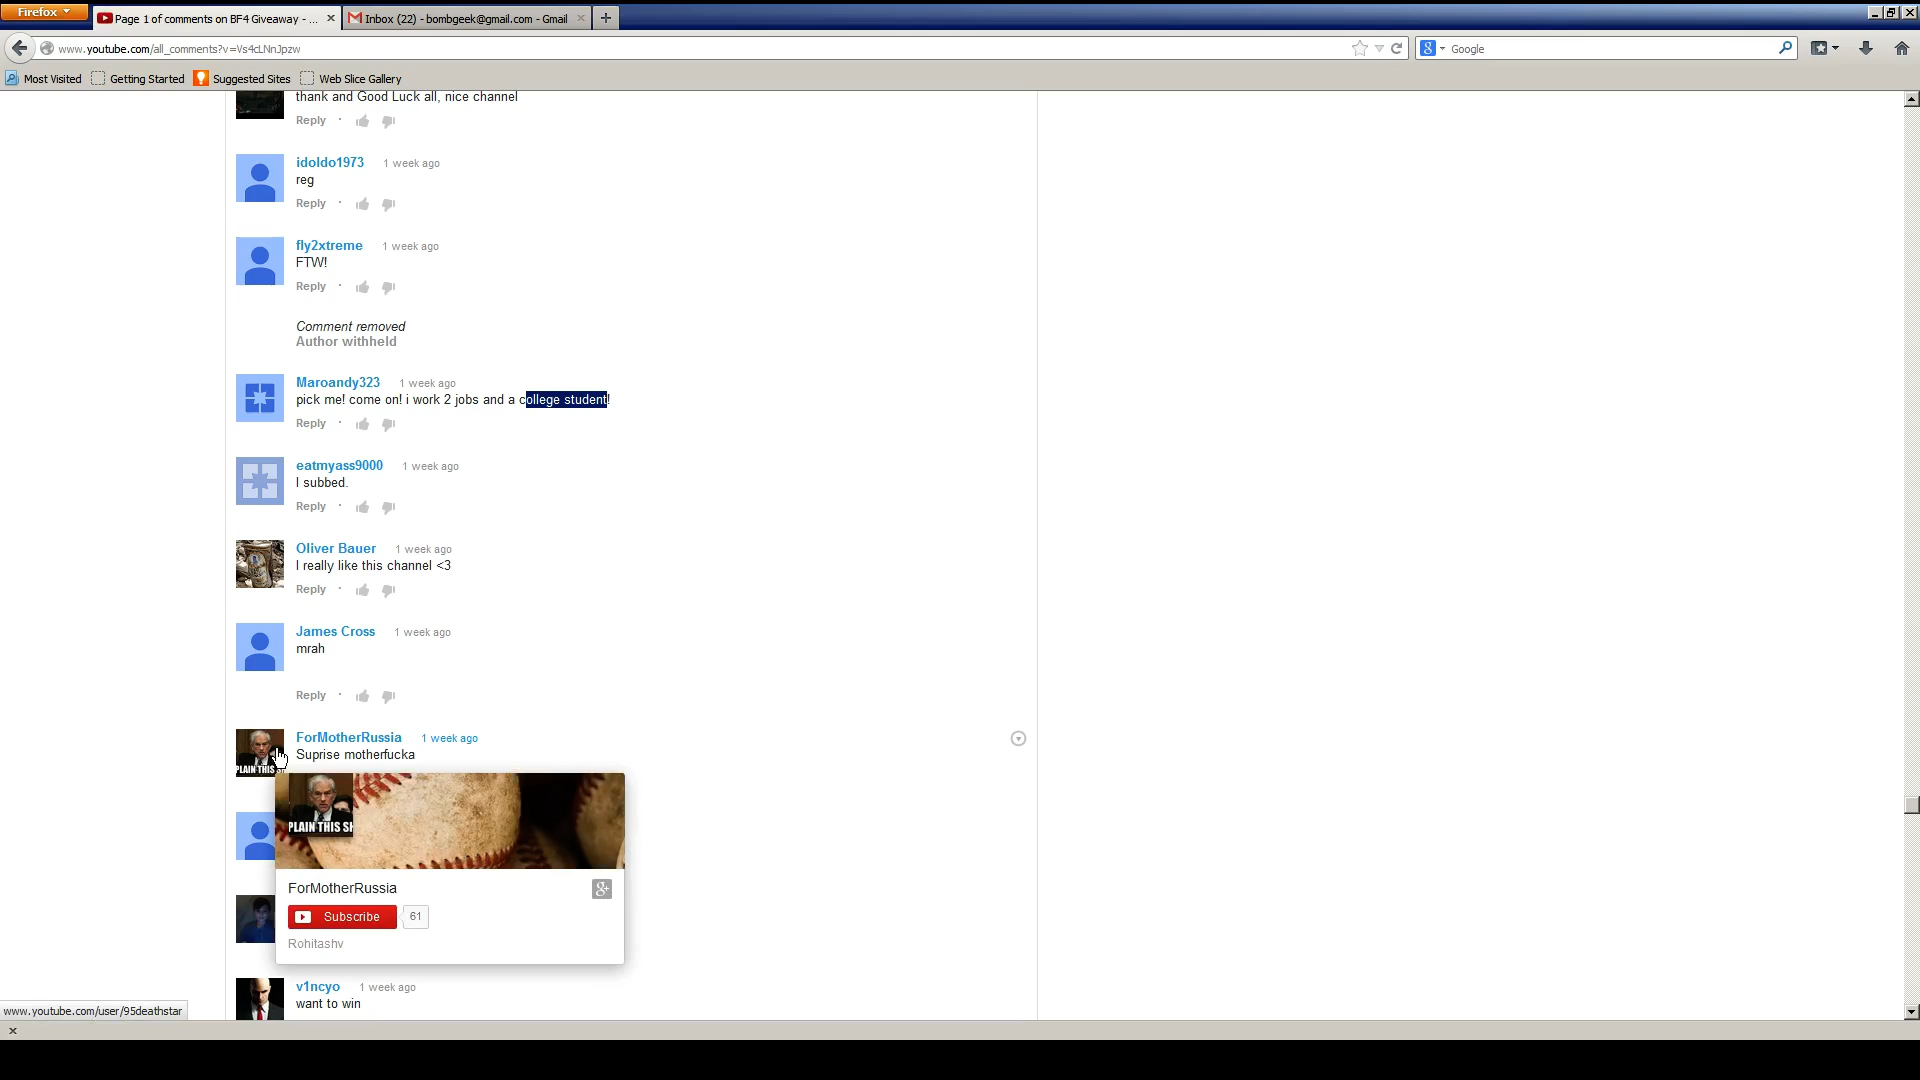 Firefox
Page 1 of comments on BF4 Giveaway - ...
Inbox (22) - bombgeek@gmail.com - Gmail
www.youtube.com/all_comments?v=Vs4cLNnJpzw
Google
Most Visited
Getting Started
Suggested Sites
Web Slice Gallery
thank and Good Luck all, nice channel
Reply ·
idoldo1973 1 week ago
reg
Reply ·
fly2xtreme 1 week ago
FTW!
Reply ·
Comment removed
Author withheld
Maroandy323 1 week ago
pick me! come on! i work 2 jobs and a college student!
Reply ·
eatmyass9000 1 week ago
I subbed.
Reply ·
Oliver Bauer 1 week ago
I really like this channel <3
Reply ·
James Cross 1 week ago
mrah
Reply ·
ForMotherRussia 1 week ago
Suprise motherfucka
PLAIN THIS S
PLAIN THIS SH
ForMotherRussia
Subscribe 61
Rohitashv
v1ncyo 1 week ago
want to win
www.youtube.com/user/95deathstar